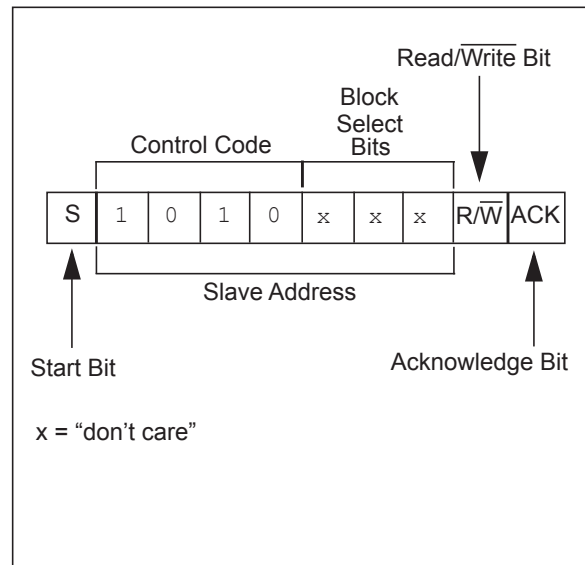 Read/Write Bit
Block
Select
Bits
Control Code
S 1 0 1 0 x x x R/W ACK
Slave Address
Start Bit
Acknowledge Bit
x = “don’t care”